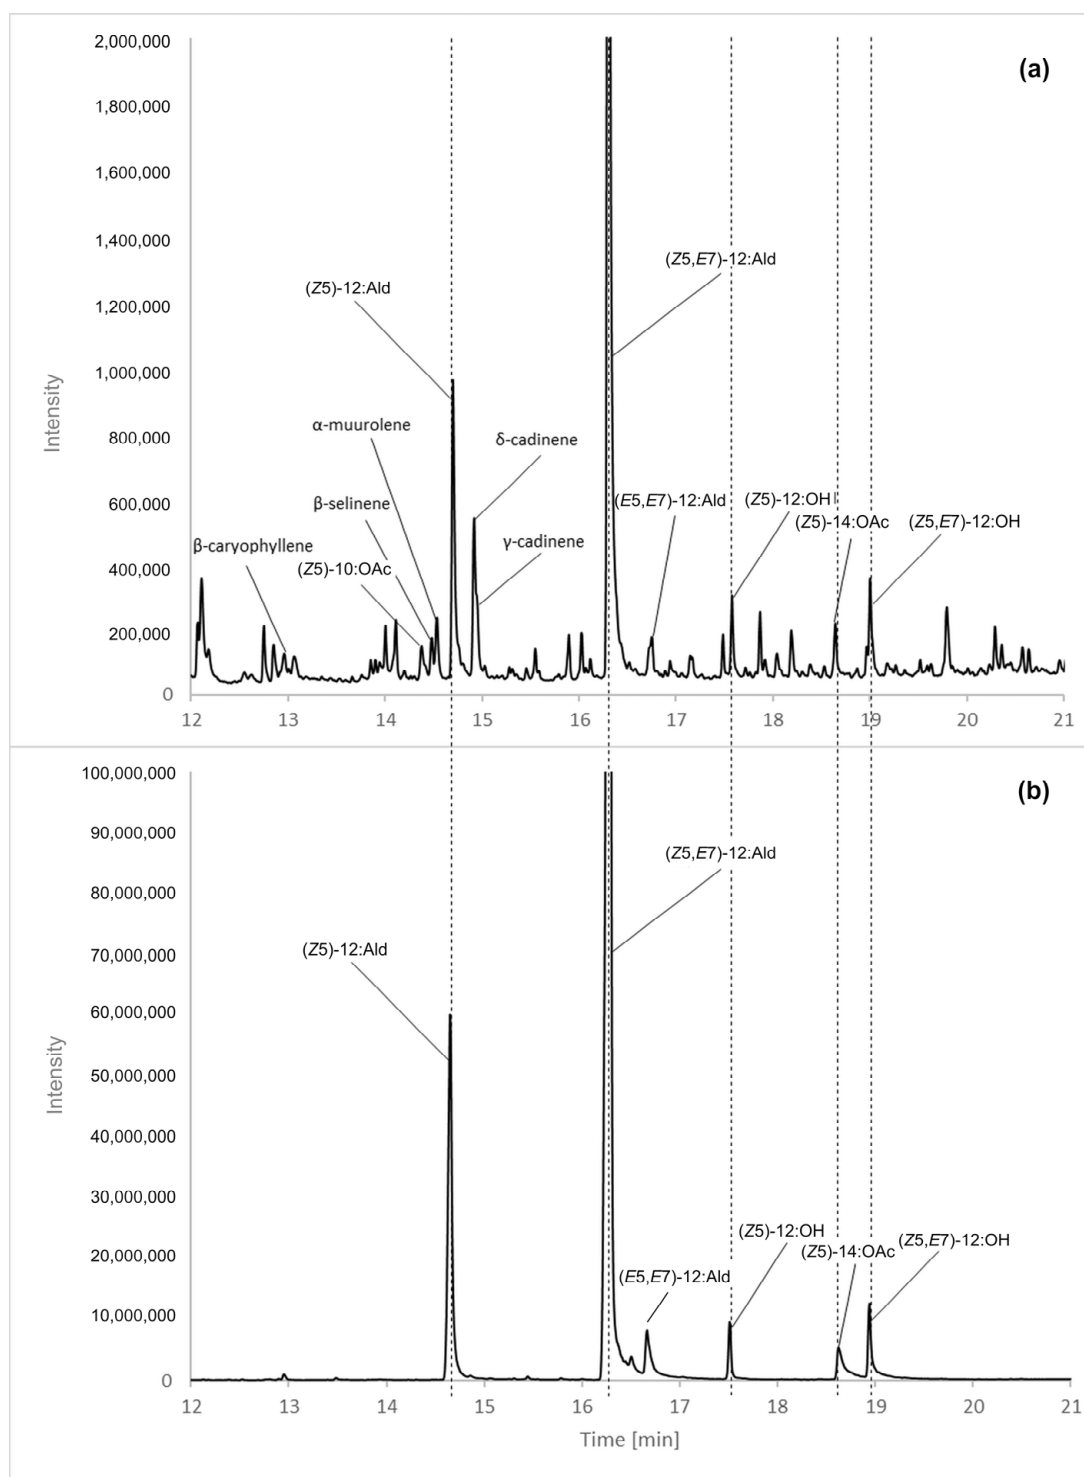 (a)
2,000,000
1,800,000
1,600,000
1,400,000
1,200,000
1,000,000
800,000
600,000
400,000
200,000
0
Intensity
(Z5,E7)-12:Ald
(Z5)-12:Ald
α-muurolene
δ-cadinene
β-selinene
(E5,E7)-12:Ald
(Z5)-12:OH
(Z5)-14:OAc
(Z5,E7)-12:OH
β-caryophyllene
γ-cadinene
(Z5)-10:OAc
12 13 14 15 16 17 18 19 20 21
(b)
100,000,000
90,000,000
80,000,000
70,000,000
60,000,000
50,000,000
40,000,000
30,000,000
20,000,000
10,000,000
0
Intensity
(Z5,E7)-12:Ald
(Z5)-12:Ald
(Z5)-12:OH
(Z5)-14:OAc
(Z5,E7)-12:OH
(E5,E7)-12:Ald
12 13 14 15 16 17 18 19 20 21
Time [min]